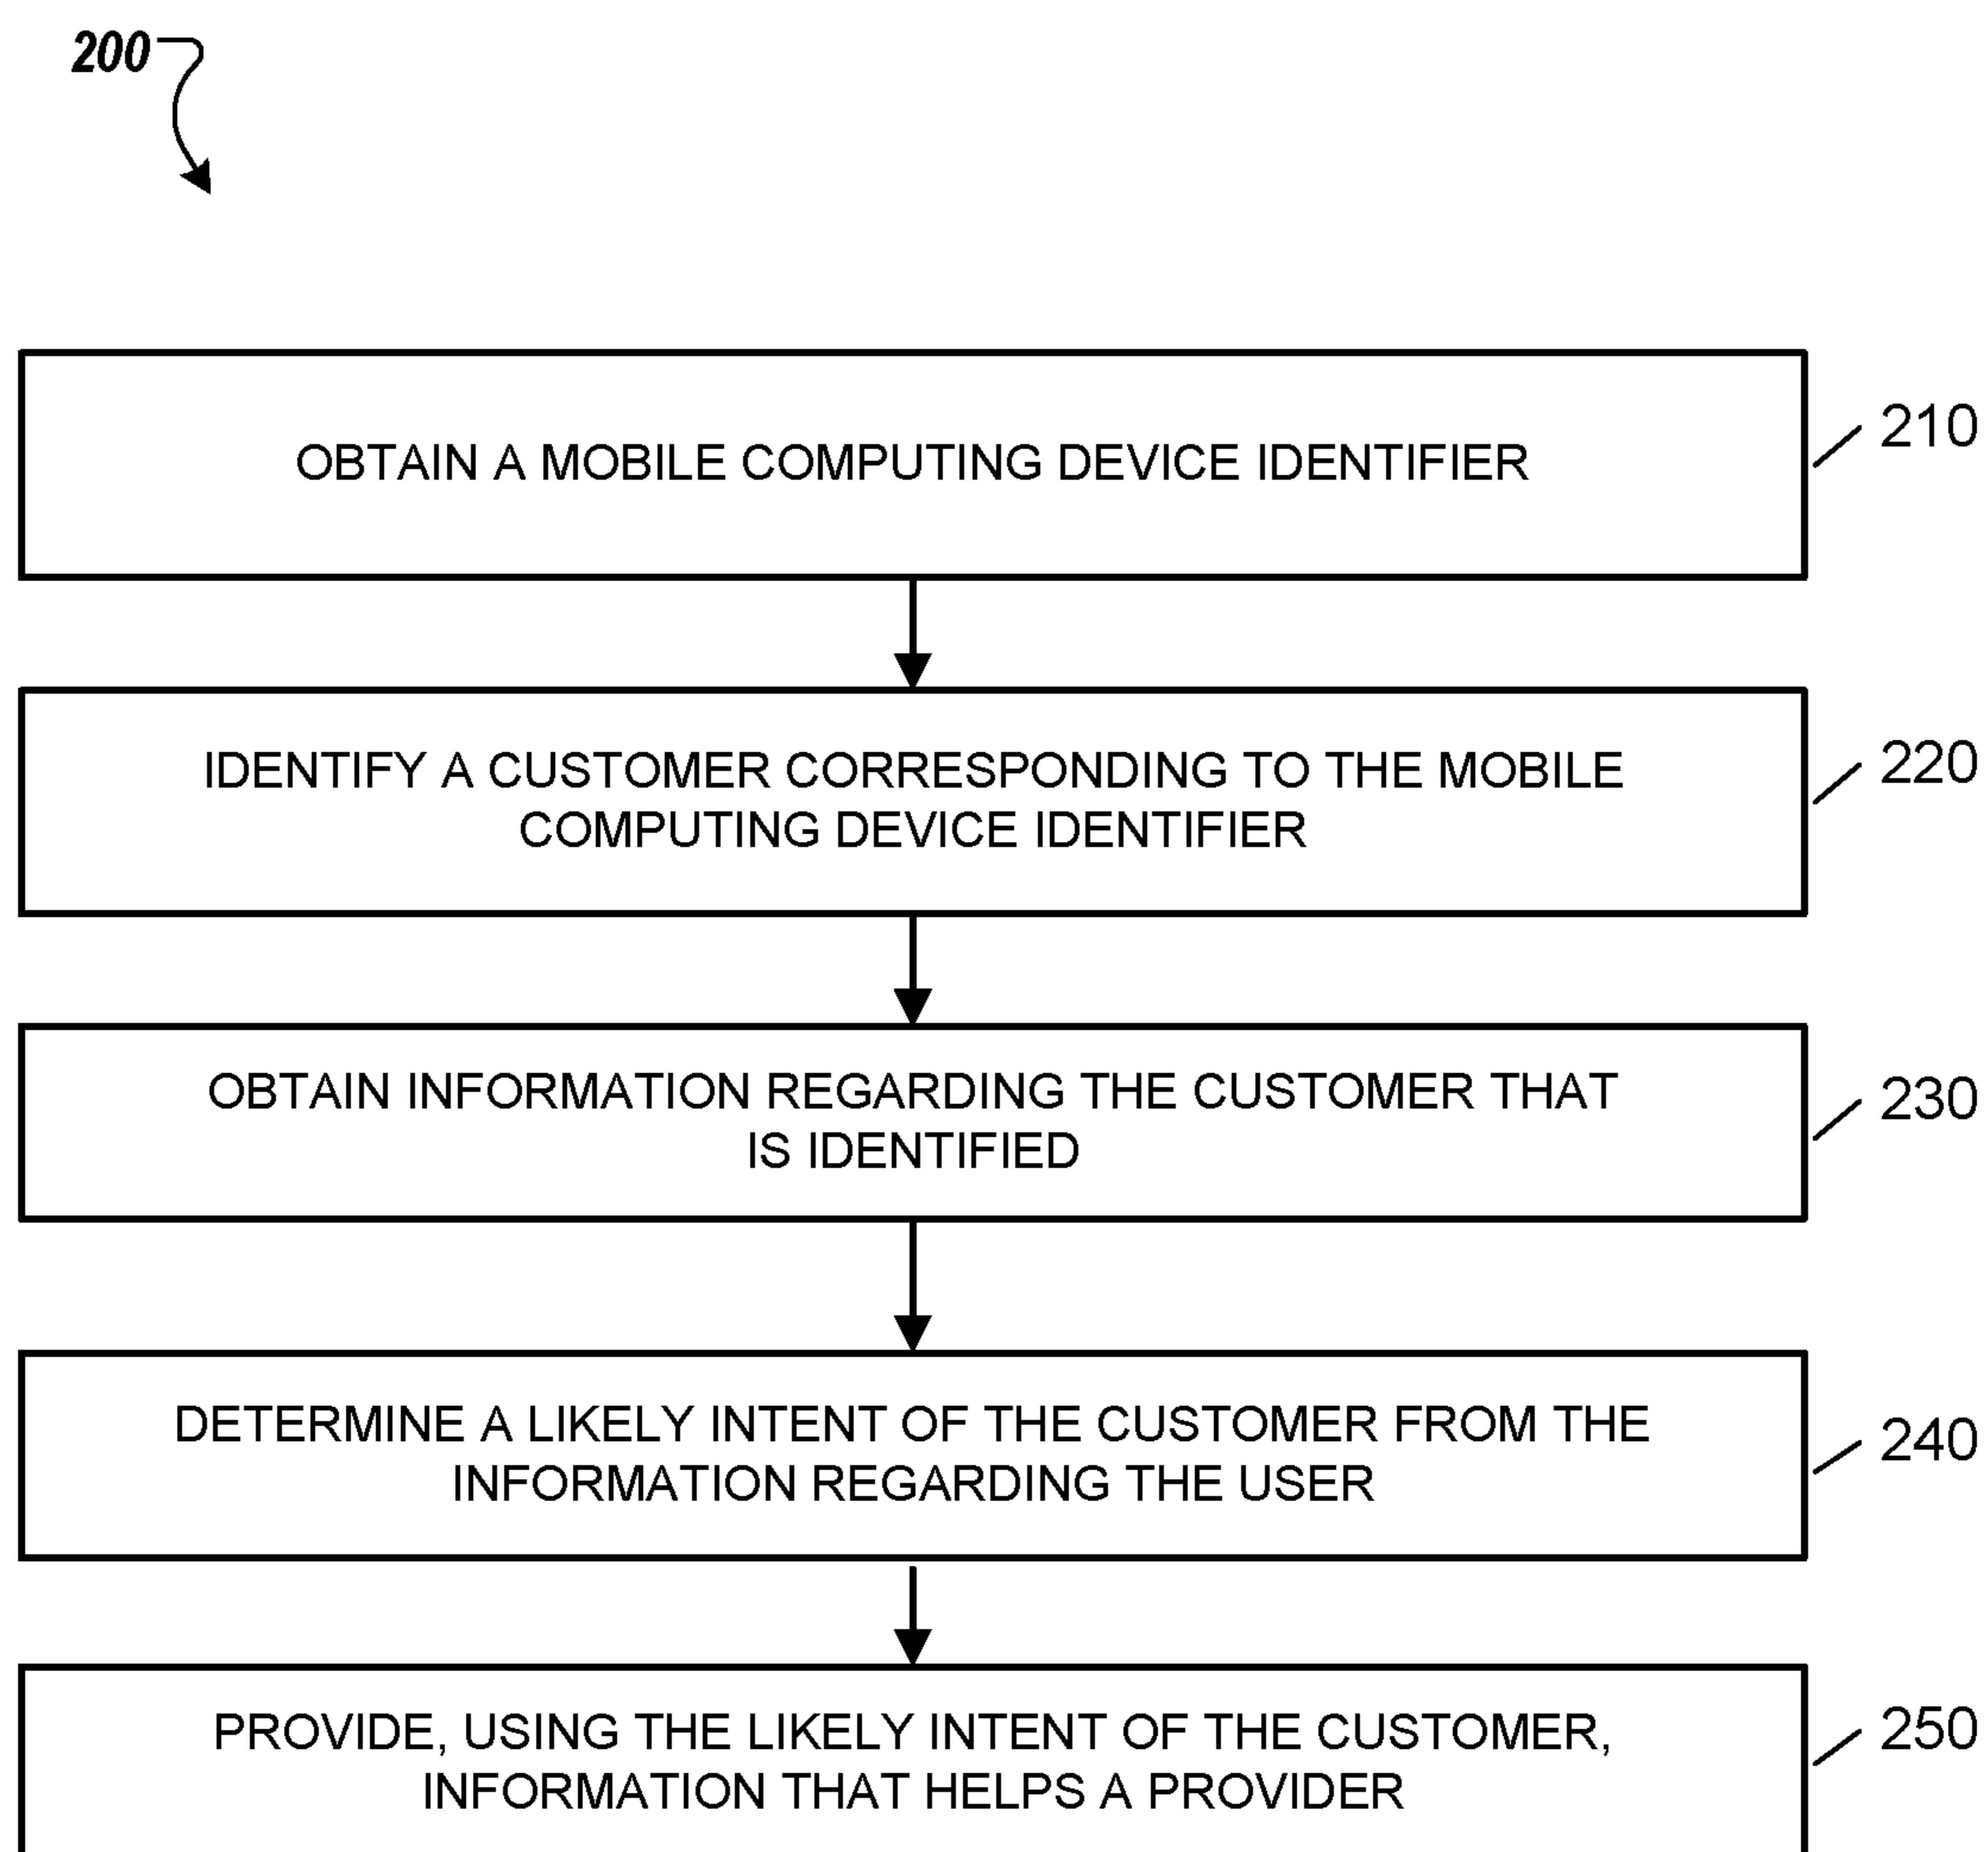 200
OBTAIN A MOBILE COMPUTING DEVICE IDENTIFIER
210
IDENTIFY A CUSTOMER CORRESPONDING TO THE MOBILE
COMPUTING DEVICE IDENTIFIER
220
OBTAIN INFORMATION REGARDING THE CUSTOMER THAT
IS IDENTIFIED
230
DETERMINE A LIKELY INTENT OF THE CUSTOMER FROM THE
INFORMATION REGARDING THE USER
240
PROVIDE, USING THE LIKELY INTENT OF THE CUSTOMER,
INFORMATION THAT HELPS A PROVIDER
250